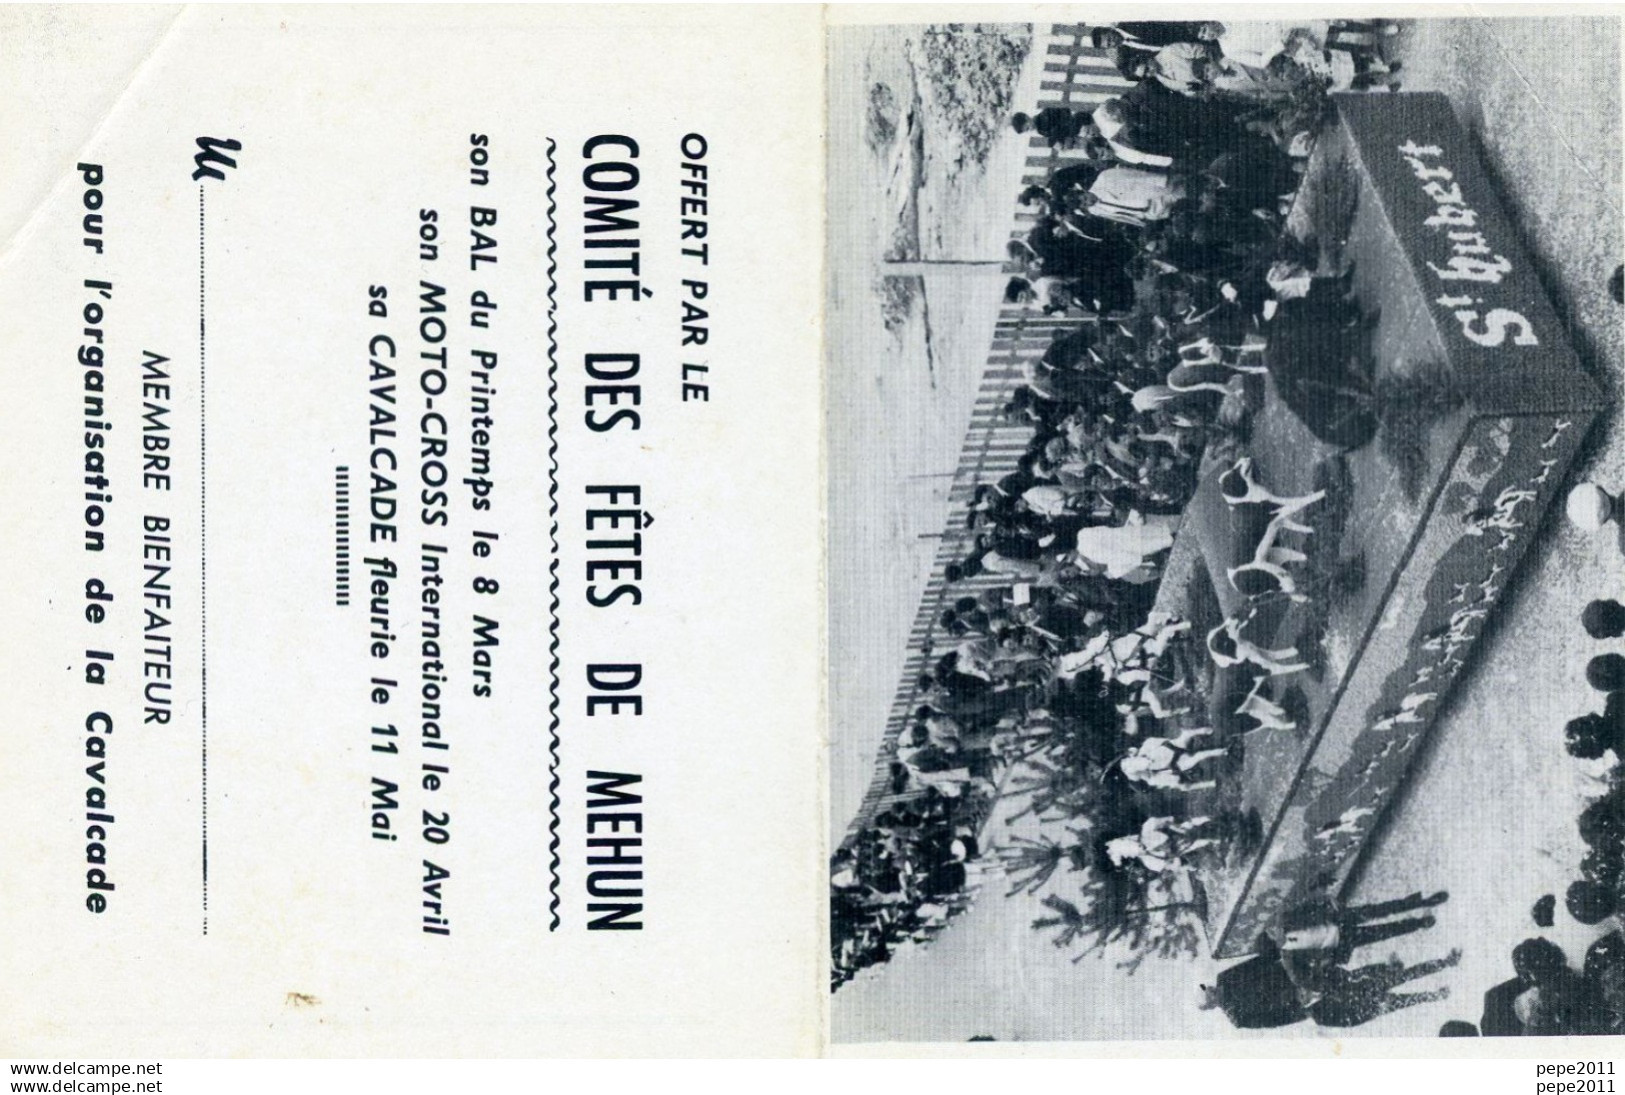 OFFERT PAR LE
COMITÉ DES FÊTES DE MEHUN
son BAL du Printemps le 8 Mars
son MOTO-CROSS International le 20 Avril
sa CAVALCADE fleurie le 11 Mai
M
MEMBRE BIENFAITEUR
pour l'organisation de la Cavalcade
St Hubert
www.delcampe.net
www.delcampe.net
pepe2011
pepe2011